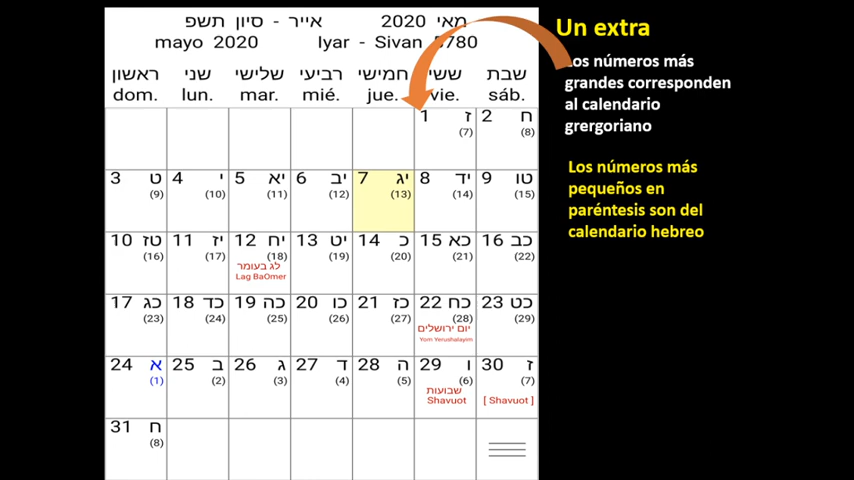 מאי 2020 אייר - סיון תשפ
mayo 2020 Iyar - Sivan 5780
ראשון שני שלישי רביעי חמישי ששי שבת
dom. lun. mar. mié. jue. vie. sáb.
1 ז 2 ח
(7) (8)
3 ט 4 י 5 יא 6 יב 7 יג 8 יד 9 טו
(9) (10) (11) (12) (13) (14) (15)
10 טז 11 יז 12 יח 13 יט 14 כ 15 כא 16 כב
(16) (17) (18) (19) (20) (21) (22)
לג בעומר
Lag BaOmer
17 כג 18 כד 19 כה 20 כו 21 כז 22 כח 23 כט
(23) (24) (25) (26) (27) (28) (29)
יום ירושלים
Yom Yerushalayim
24 א 25 ב 26 ג 27 ד 28 ה 29 ו 30 ז
(1) (2) (3) (4) (5) (6) (7)
שבועות
Shavuot [ Shavuot ]
31 ח
(8)
Un extra
Los números más
grandes corresponden
al calendario
grergoriano
Los números más
pequeños en
paréntesis son del
calendario hebreo